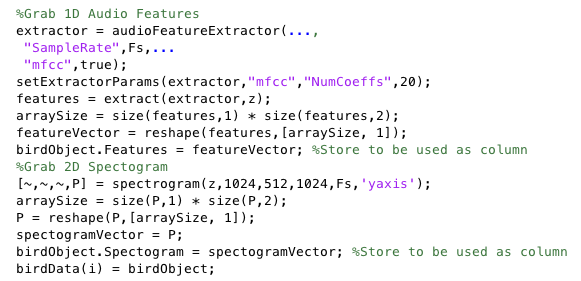 %Grab 1D Audio Features
extractor = audioFeatureExtractor(...,
"SampleRate",Fs,...
"mfcc",true);
setExtractorParams(extractor,"mfcc","NumCoeffs",20);
features = extract(extractor,z);
arraySize = size(features,1) * size(features,2);
featureVector = reshape(features,[arraySize, 1]);
birdObject.Features = featureVector; %Store to be used as column
%Grab 2D Spectogram
[~,~,~,P] = spectrogram(z,1024,512,1024,Fs,'yaxis');
arraySize = size(P,1) * size(P,2);
P = reshape(P,[arraySize, 1]);
spectogramVector = P;
birdObject.Spectogram = spectogramVector; %Store to be used as column
birdData(i) = birdObject;